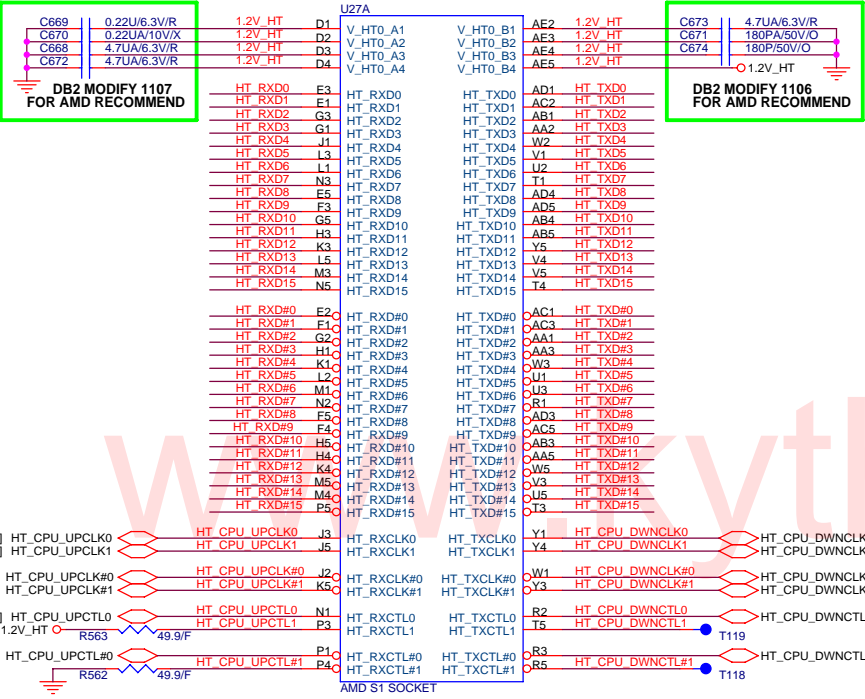 U27A
C669 0.22U/6.3V/R 1.2V_HT D1 V_HT0_A1 V_HT0_B1 AE2 1.2V_HT C673 4.7UA/6.3V/R
C670 0.22UA/10V/X 1.2V_HT D2 V_HT0_A2 V_HT0_B2 AE3 1.2V_HT C671 180PA/50V/O
C668 4.7UA/6.3V/R 1.2V_HT D3 V_HT0_A3 V_HT0_B3 AE4 1.2V_HT C674 180P/50V/O
C672 4.7UA/6.3V/R 1.2V_HT D4 V_HT0_A4 V_HT0_B4 AE5 1.2V_HT 1.2V_HT
DB2 MODIFY 1107 DB2 MODIFY 1106
FOR AMD RECOMMEND FOR AMD RECOMMEND
HT_RXD0 E3 HT_RXD0 HT_TXD0 AD1 HT_TXD0
HT_RXD1 E1 HT_RXD1 HT_TXD1 AC2 HT_TXD1
HT_RXD2 G3 HT_RXD2 HT_TXD2 AB1 HT_TXD2
HT_RXD3 G1 HT_RXD3 HT_TXD3 AA2 HT_TXD3
HT_RXD4 J1 HT_RXD4 HT_TXD4 W2 HT_TXD4
HT_RXD5 L3 HT_RXD5 HT_TXD5 V1 HT_TXD5
HT_RXD6 L1 HT_RXD6 HT_TXD6 U2 HT_TXD6
HT_RXD7 N3 HT_RXD7 HT_TXD7 T1 HT_TXD7
HT_RXD8 E5 HT_RXD8 HT_TXD8 AD4 HT_TXD8
HT_RXD9 F3 HT_RXD9 HT_TXD9 AD5 HT_TXD9
HT_RXD10 G5 HT_RXD10 HT_TXD10 AB4 HT_TXD10
HT_RXD11 H3 HT_RXD11 HT_TXD11 AB5 HT_TXD11
HT_RXD12 K3 HT_RXD12 HT_TXD12 Y5 HT_TXD12
HT_RXD13 L5 HT_RXD13 HT_TXD13 V4 HT_TXD13
HT_RXD14 M3 HT_RXD14 HT_TXD14 V5 HT_TXD14
HT_RXD15 N5 HT_RXD15 HT_TXD15 T4 HT_TXD15
HT_RXD#0 E2 HT_RXD#0 HT_TXD#0 AC1 HT_TXD#0
HT_RXD#1 F1 HT_RXD#1 HT_TXD#1 AC3 HT_TXD#1
HT_RXD#2 G2 HT_RXD#2 HT_TXD#2 AA1 HT_TXD#2
HT_RXD#3 H1 HT_RXD#3 HT_TXD#3 AA3 HT_TXD#3
HT_RXD#4 K1 HT_RXD#4 HT_TXD#4 W3 HT_TXD#4
HT_RXD#5 L2 HT_RXD#5 HT_TXD#5 U1 HT_TXD#5
HT_RXD#6 M1 HT_RXD#6 HT_TXD#6 U3 HT_TXD#6
HT_RXD#7 N2 HT_RXD#7 HT_TXD#7 R1 HT_TXD#7
HT_RXD#8 F5 HT_RXD#8 HT_TXD#8 AD3 HT_TXD#8
HT_RXD#9 F4 HT_RXD#9 HT_TXD#9 AC5 HT_TXD#9
HT_RXD#10 H5 HT_RXD#10 HT_TXD#10 AB3 HT_TXD#10
HT_RXD#11 H4 HT_RXD#11 HT_TXD#11 AA5 HT_TXD#11
HT_RXD#12 K4 HT_RXD#12 HT_TXD#12 W5 HT_TXD#12
HT_RXD#13 M5 HT_RXD#13 HT_TXD#13 V3 HT_TXD#13
HT_RXD#14 M4 HT_RXD#14 HT_TXD#14 U5 HT_TXD#14
HT_RXD#15 P5 HT_RXD#15 HT_TXD#15 T3 HT_TXD#15
www.kytl
] HT_CPU_UPCLK0 HT_CPU_UPCLK0 J3 HT_RXCLK0 HT_TXCLK0 Y1 HT_CPU_DWNCLK0 HT_CPU_DWNCLK
] HT_CPU_UPCLK1 HT_CPU_UPCLK1 J5 HT_RXCLK1 HT_TXCLK1 Y4 HT_CPU_DWNCLK1 HT_CPU_DWNCLK
HT_CPU_UPCLK#0 HT_CPU_UPCLK#0 J2 HT_RXCLK#0 HT_TXCLK#0 W1 HT_CPU_DWNCLK#0 HT_CPU_DWNCLK
HT_CPU_UPCLK#1 HT_CPU_UPCLK#1 K5 HT_RXCLK#1 HT_TXCLK#1 Y3 HT_CPU_DWNCLK#1 HT_CPU_DWNCLK
] HT_CPU_UPCTL0 HT_CPU_UPCTL0 N1 HT_RXCTL0 HT_TXCTL0 R2 HT_CPU_DWNCTL0 HT_CPU_DWNCTL
1.2V_HT R563 49.9/F HT_CPU_UPCTL1 P3 HT_RXCTL1 HT_TXCTL1 T5 HT_CPU_DWNCTL1 T119
HT_CPU_UPCTL#0 P1 HT_RXCTL#0 HT_TXCTL#0 R3 HT_CPU_DWNCTL
R562 49.9/F HT_CPU_UPCTL#1 P4 HT_RXCTL#1 HT_TXCTL#1 R5 HT_CPU_DWNCTL#1 T118
AMD S1 SOCKET